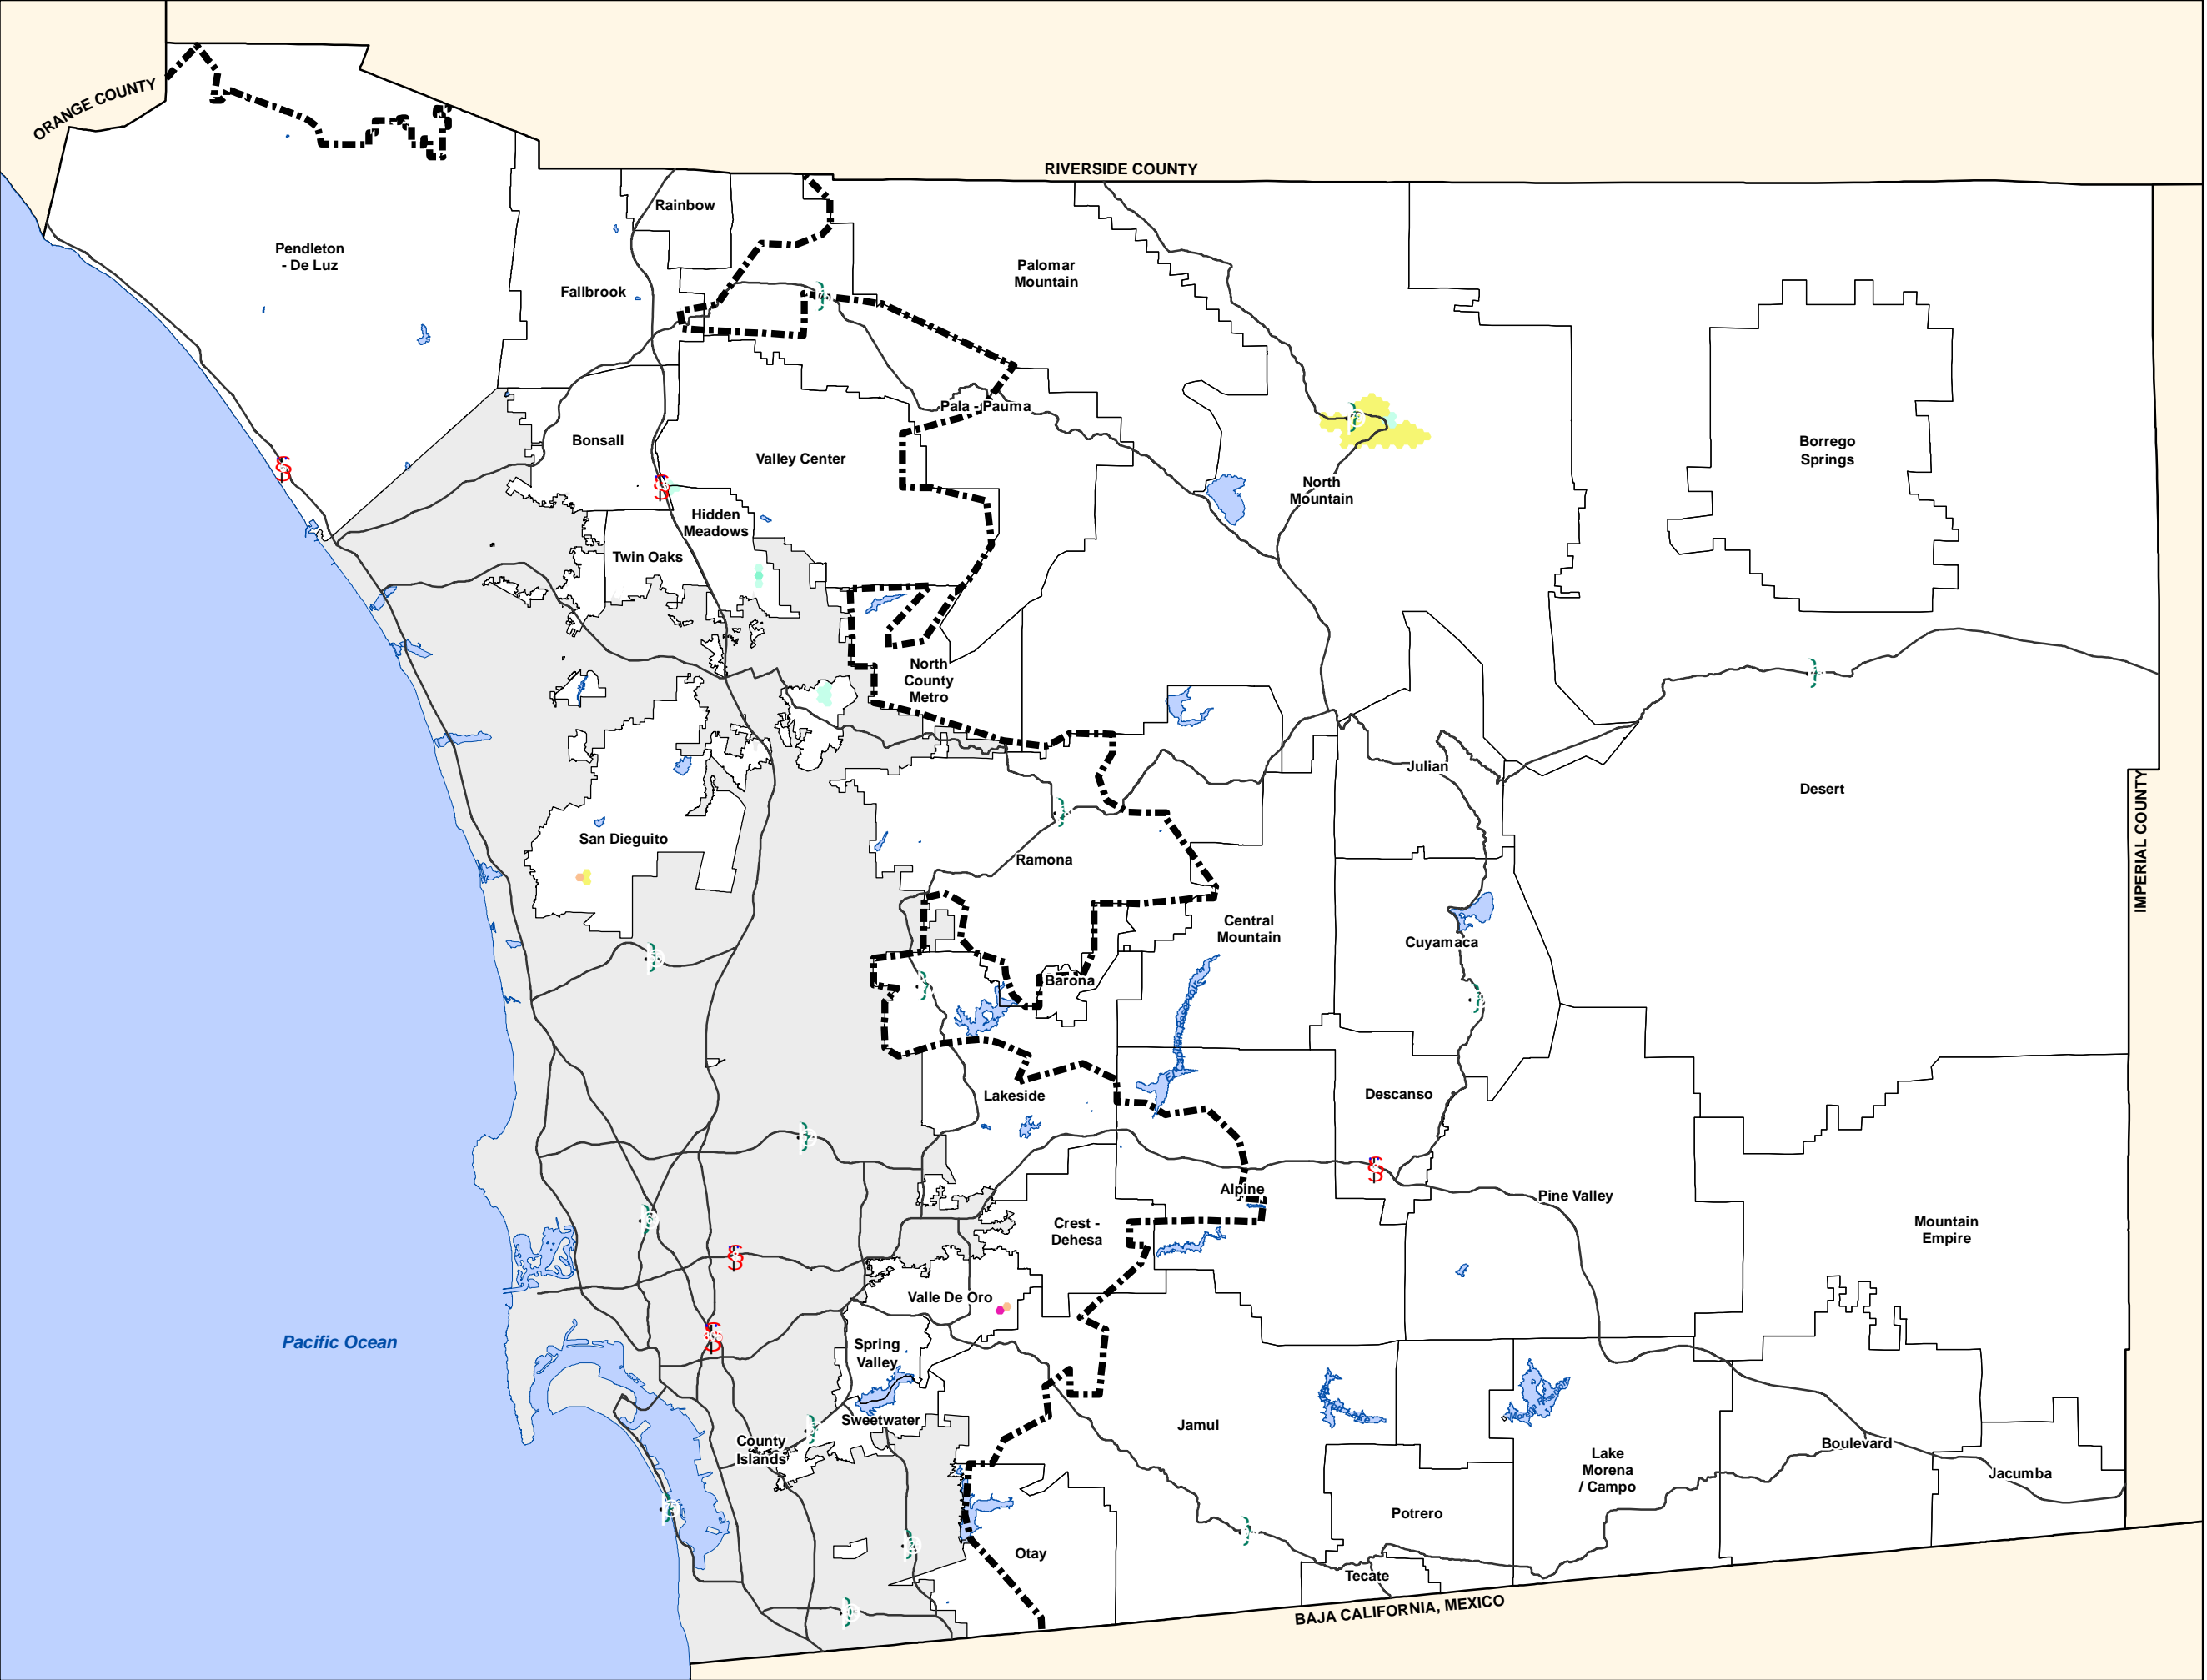 ORANGE COUNTY
RIVERSIDE COUNTY
Rainbow
Pendleton
- De Luz
Fallbrook
Palomar
Mountain
Pala - Pauma
Bonsall
Valley Center
Borrego
Springs
North
Mountain
Hidden
Meadows
Twin Oaks
North
County
Metro
Julian
Desert
IMPERIAL COUNTY
San Dieguito
Ramona
Central
Mountain
Cuyamaca
Barona
Lakeside
Descanso
Alpine
Pine Valley
Crest -
Dehesa
Mountain
Empire
Valle De Oro
Pacific Ocean
Spring
Valley
Sweetwater
Jamul
County
Islands
Lake
Morena
/ Campo
Boulevard
Jacumba
Potrero
Otay
Tecate
BAJA CALIFORNIA, MEXICO